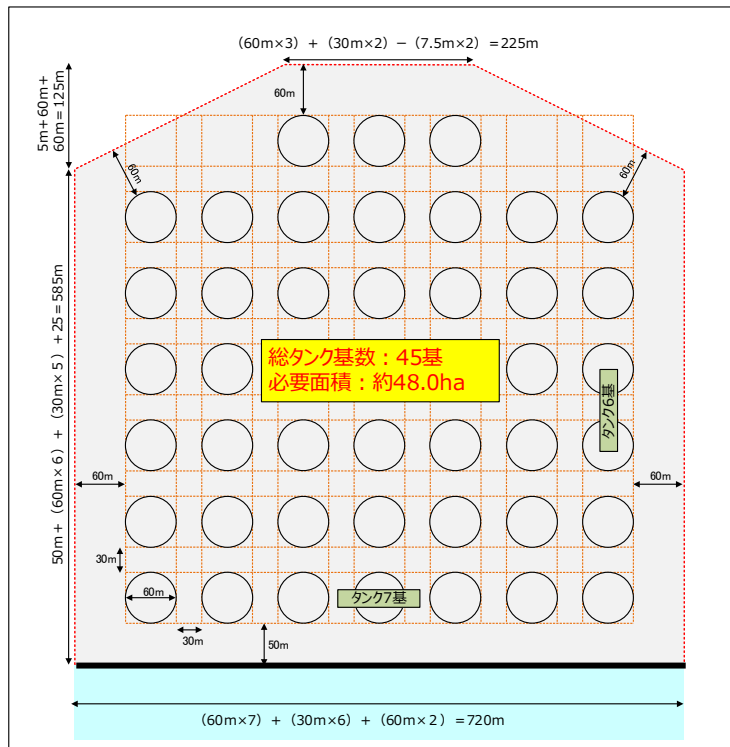 (60m×3) + (30m×2) -(7.5m×2) =225m
5m+60m+
60m=125m
60m
60m
60m
50m+ (60m×6) + (30m×5) +25=585m
総タンク基数：45基
必要面積：約48.0ha
タンク6基
60m
60m
30m
60m
タンク7基
30m
50m
(60m×7) + (30m×6) + (60m×2) =720m